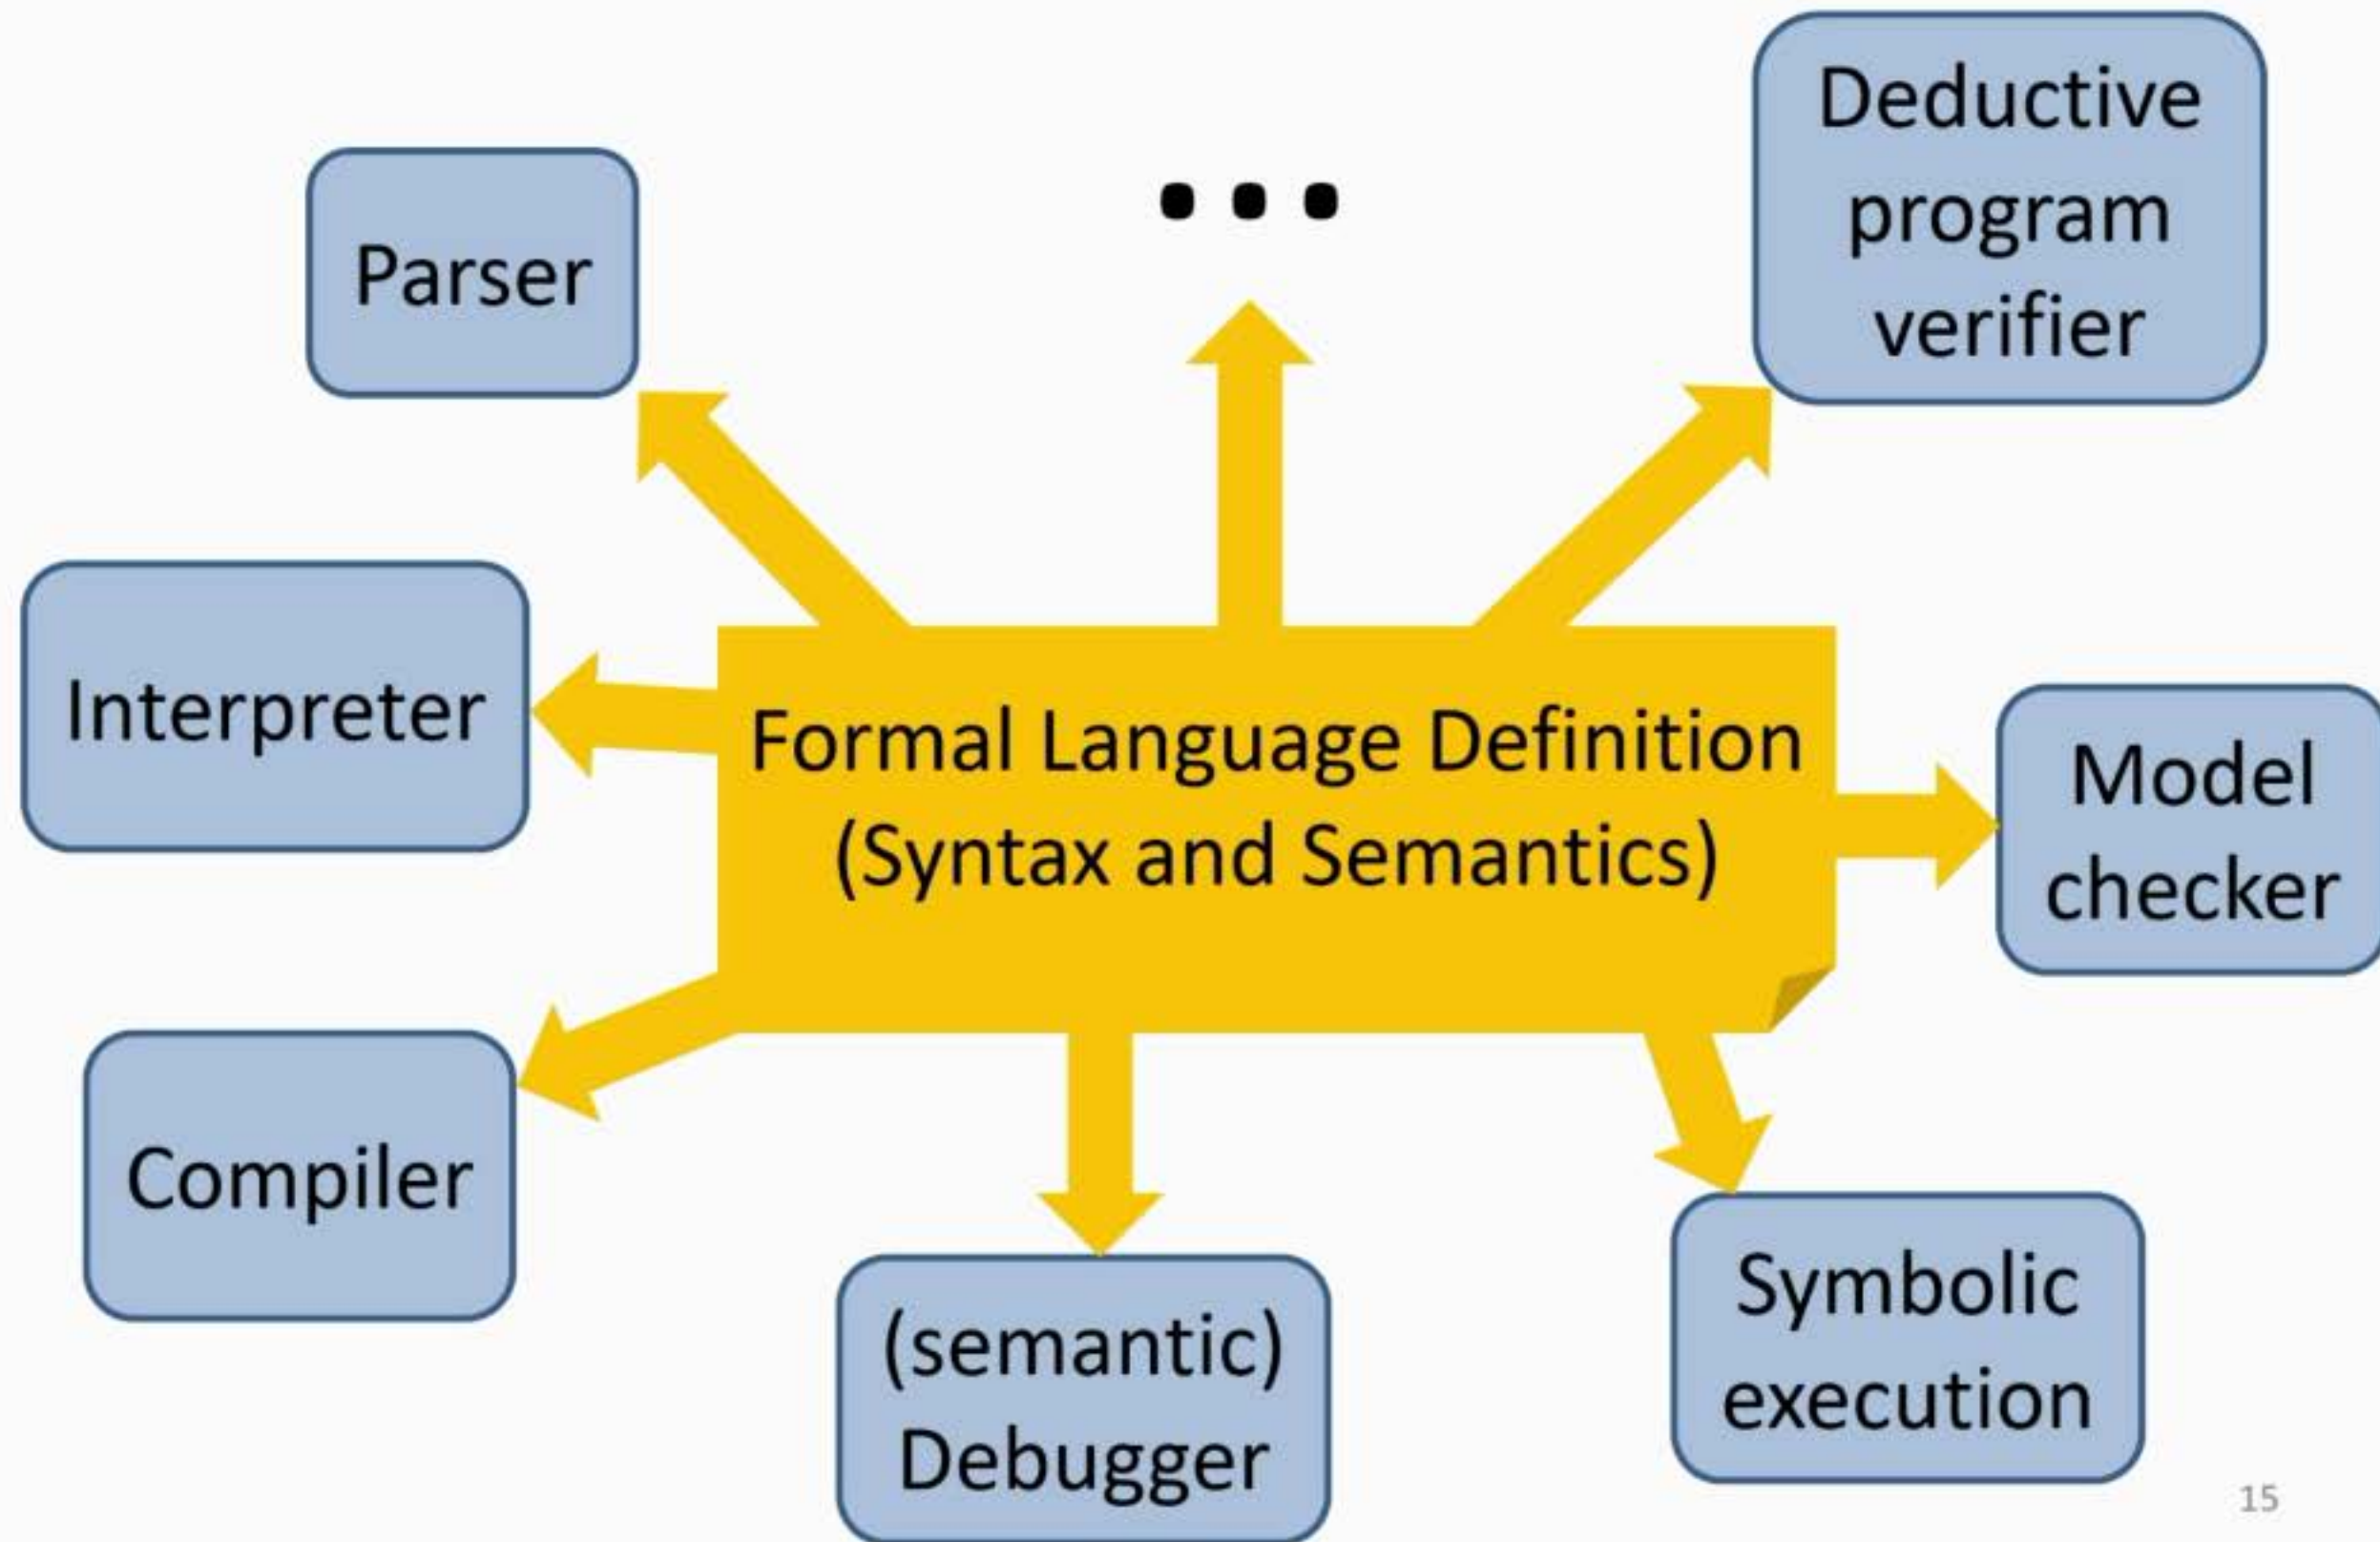 Deductive
program
verifier
...
Parser
Interpreter
Formal Language Definition
(Syntax and Semantics)
Model
checker
Compiler
(semantic)
Debugger
Symbolic
execution
15